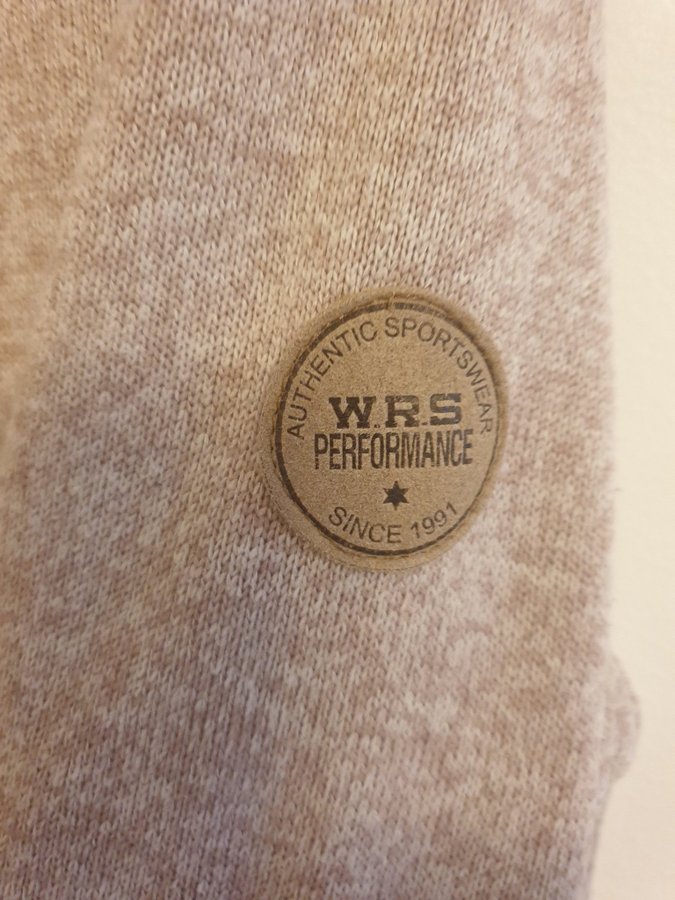 AUTHENTIC SPORTSWEAR
W.R.S
PERFORMANCE
SINCE 1991